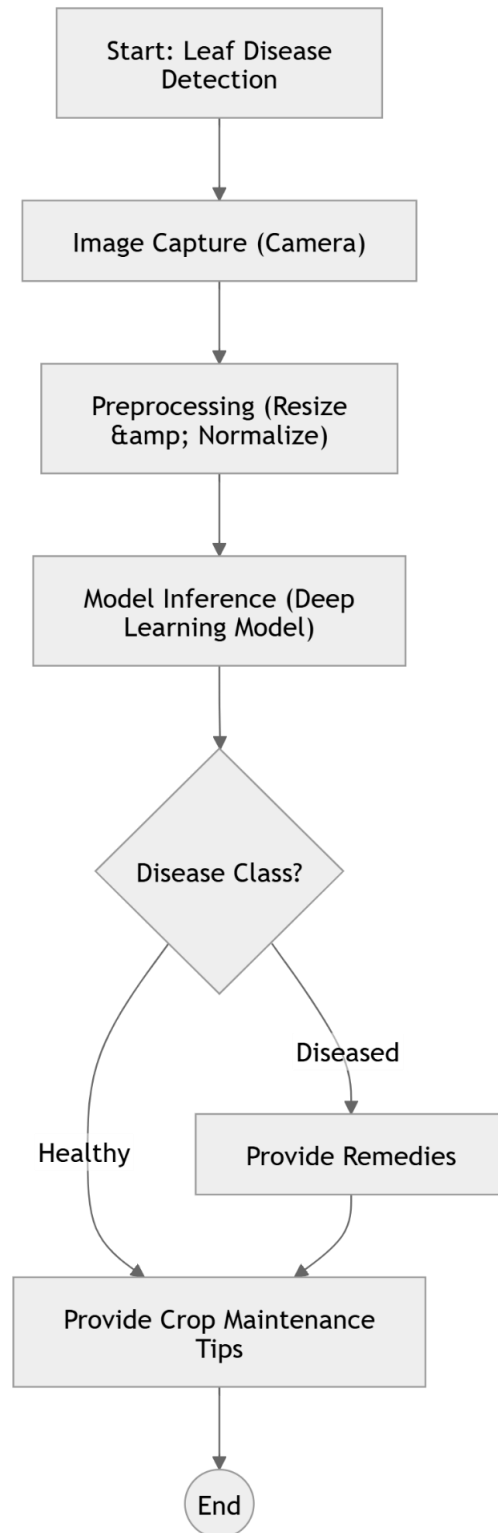 Start: Leaf Disease
Detection
Image Capture (Camera)
Preprocessing (Resize
&amp; Normalize)
Model Inference (Deep
Learning Model)
Disease Class?
Diseased
Healthy
Provide Remedies
Provide Crop Maintenance
Tips
End